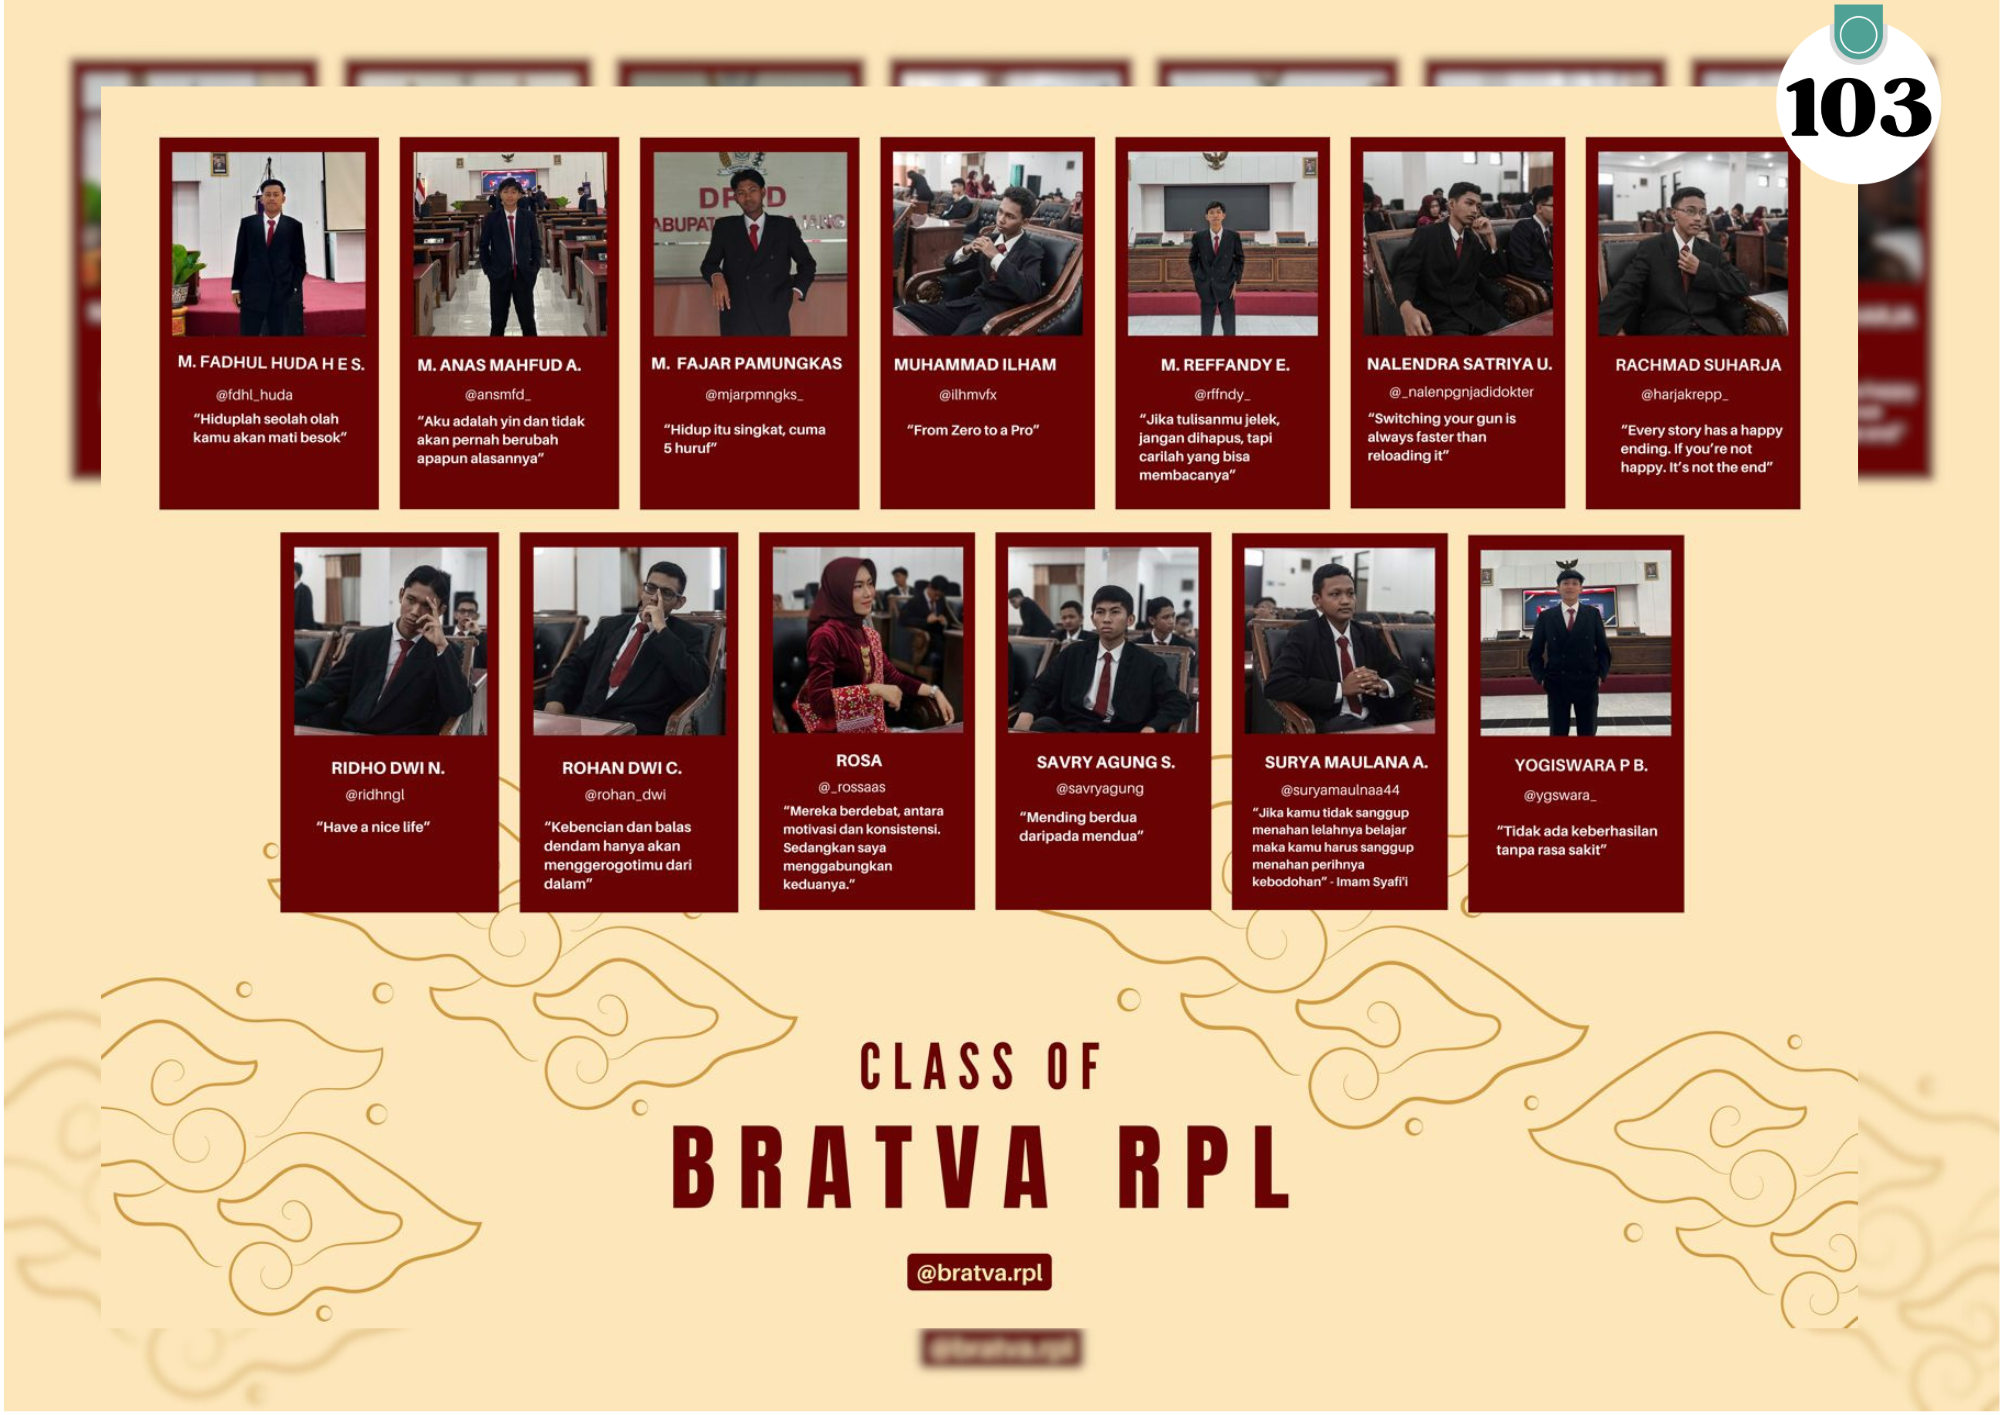 103
DPRD
M. FADHUL HUDA H E S.
@fdhl_huda
“Hiduplah seolah olah
kamu akan mati besok”
M. ANAS MAHFUD A.
@ansmfd_
“Aku adalah yin dan tidak
akan pernah berubah
apapun alasannya”
M. FAJAR PAMUNGKAS
@mjarpmngks_
“Hidup itu singkat, cuma
5 huruf”
MUHAMMAD ILHAM
@ilhmvfx
“From Zero to a Pro”
M. REFFANDY E.
@rffndy_
“Jika tulisanmu jelek,
jangan dihapus, tapi
carilah yang bisa
membacanya”
NALENDRA SATRIYA U.
@_nalenpgnjadidokter
“Switching your gun is
always faster than
reloading it”
RACHMAD SUHARJA
@harjakrepp_
“Every story has a happy
ending. If you’re not
happy. It’s not the end”
RIDHO DWI N.
@ridhngl
“Have a nice life”
ROHAN DWI C.
@rohan_dwi
“Kebencian dan balas
dendam hanya akan
menggerogotimu dari
dalam”
ROSA
@_rossaas
“Mereka berdebat, antara
motivasi dan konsistensi.
Sedangkan saya
menggabungkan
keduanya.”
SAVRY AGUNG S.
@savryagung
“Mending berdua
daripada mendua”
SURYA MAULANA A.
@suryamaulnaa44
“Jika kamu tidak sanggup
menahan lelahnya belajar
maka kamu harus sanggup
menahan perihnya
kebodohan” - Imam Syafi'i
YOGISWARA P B.
@ygswara_
“Tidak ada keberhasilan
tanpa rasa sakit”
CLASS OF
BRATVA RPL
@bratva.rpl
@bratva.rpl